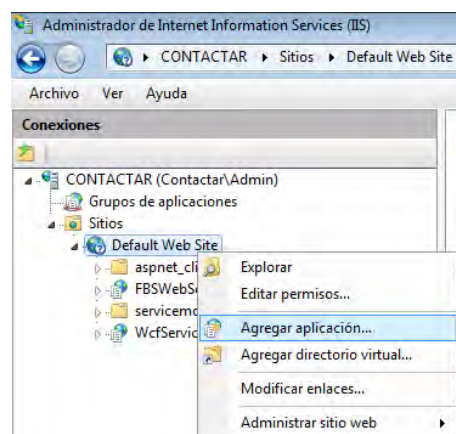 Administrador de Internet Information Services (IIS)
CONTACTAR Sitios Default Web Site
Archivo Ver Ayuda
Conexiones
CONTACTAR (Contactar\Admin)
Grupos de aplicaciones
Sitios
Default Web Site
aspnet_cli
Explorar
FBSWebS
Editar permisos...
servicemo
Agregar aplicación...
WcfServic
Agregar directorio virtual...
Modificar enlaces...
Administrar sitio web